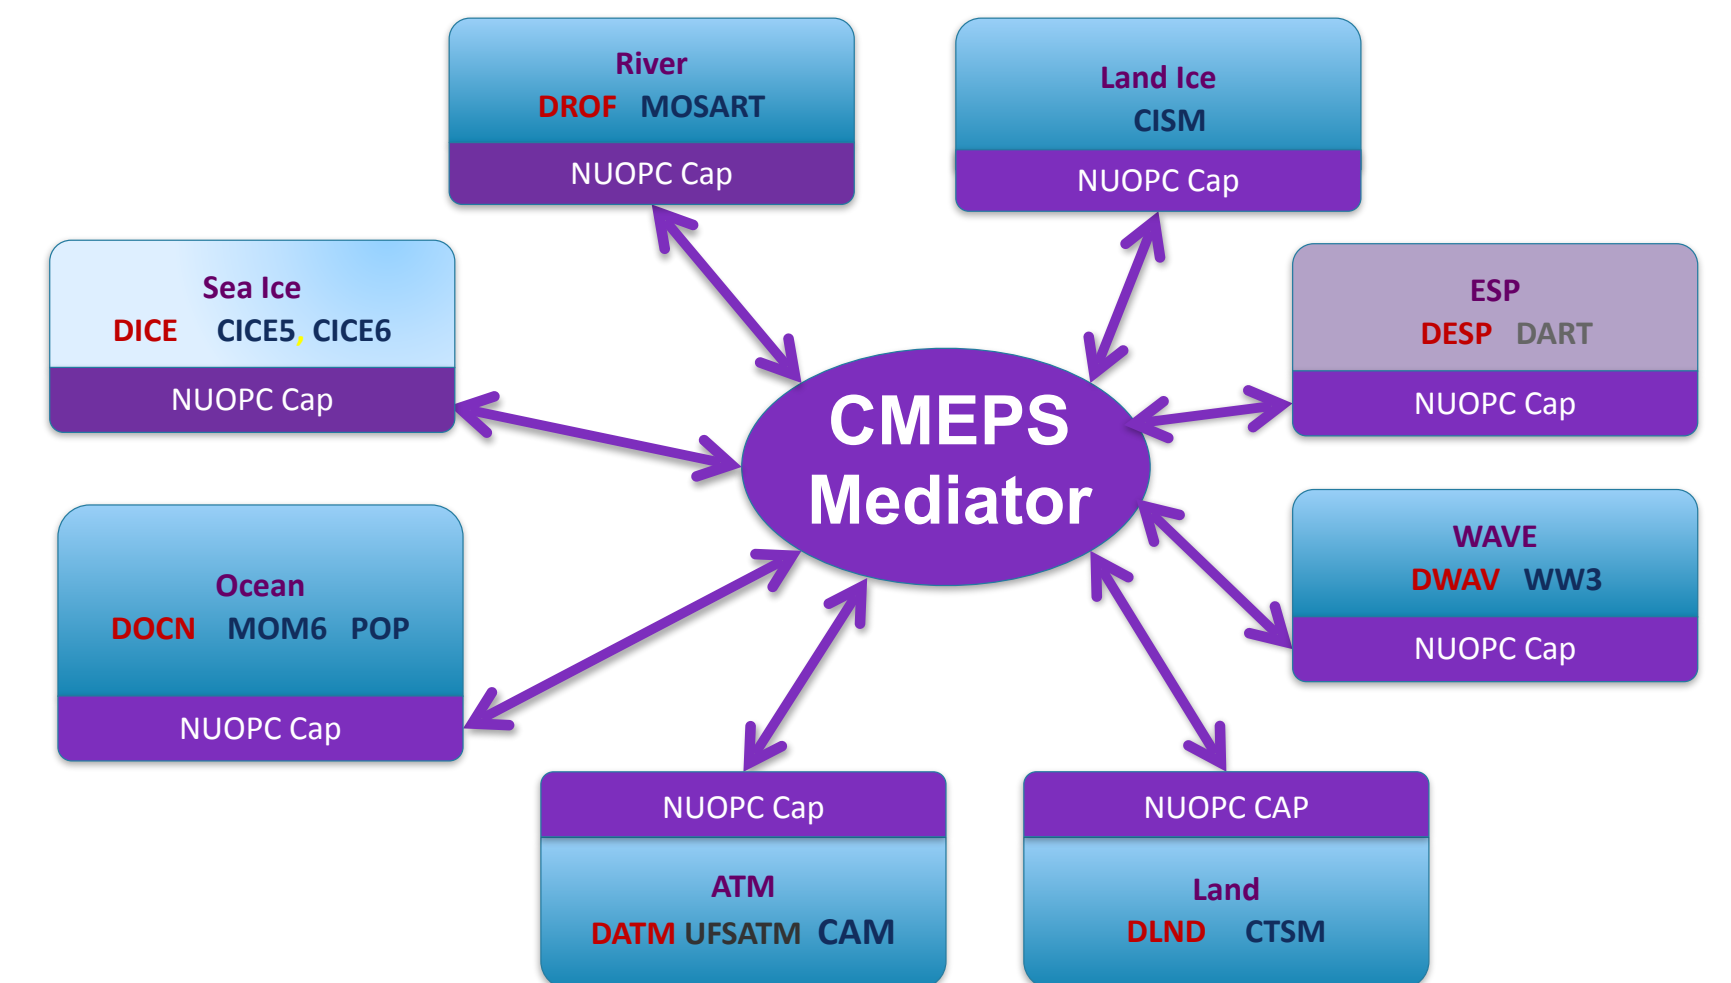 River
DROF MOSART
NUOPC Cap
Land Ice
CISM
NUOPC Cap
Sea Ice
DICE CICE5, CICE6
NUOPC Cap
ESP
DESP DART
NUOPC Cap
CMEPS
Mediator
Ocean
DOCN MOM6 POP
NUOPC Cap
WAVE
DWAV WW3
NUOPC Cap
NUOPC Cap
ATM
DATM UFSATM CAM
NUOPC CAP
Land
DLND CTSM